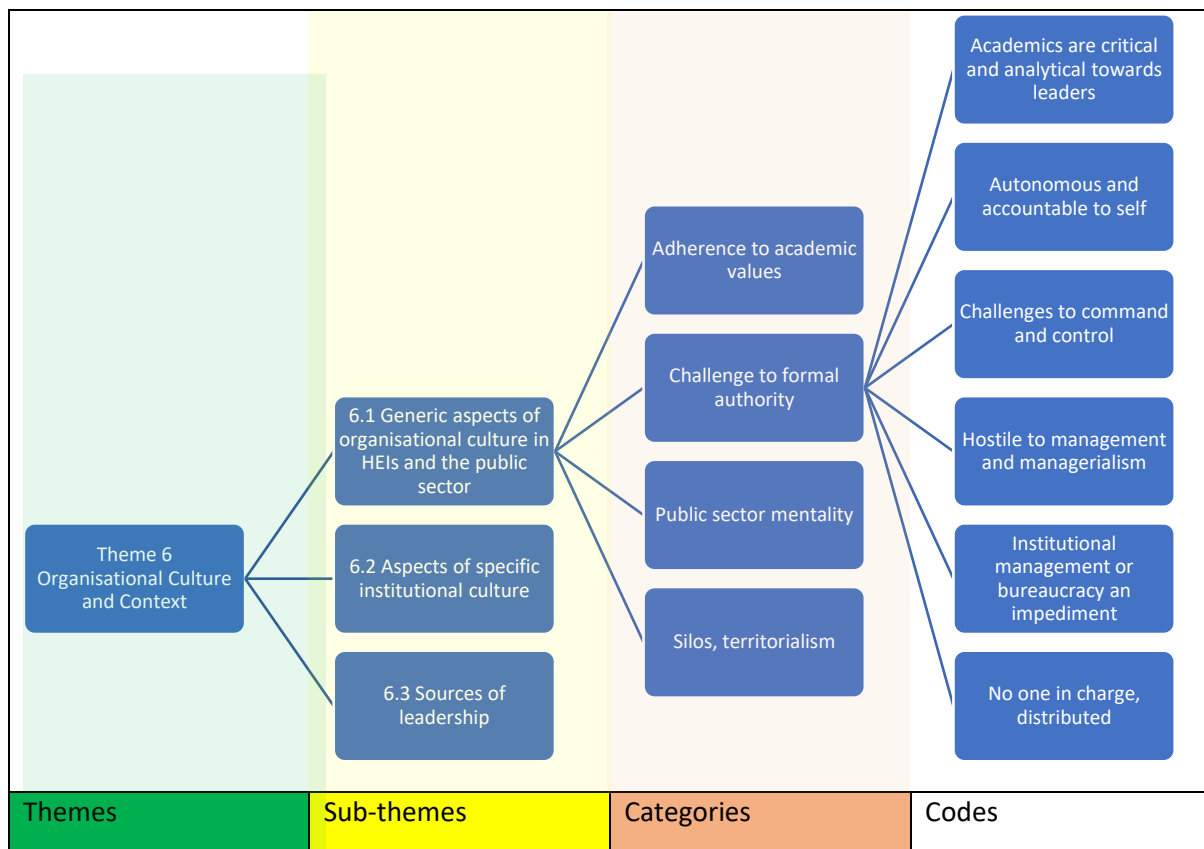 Theme 6
Organisational Culture
and Context
6.1 Generic aspects of
organisational culture in
HEIs and the public
sector
6.2 Aspects of specific
institutional culture
6.3 Sources of
leadership
Adherence to academic
values
Challenge to formal
authority
Public sector mentality
Silos, territorialism
Academics are critical
and analytical towards
leaders
Autonomous and
accountable to self
Challenges to command
and control
Hostile to management
and managerialism
Institutional
management or
bureaucracy an
impediment
No one in charge,
distributed
Themes
Sub-themes
Categories
Codes